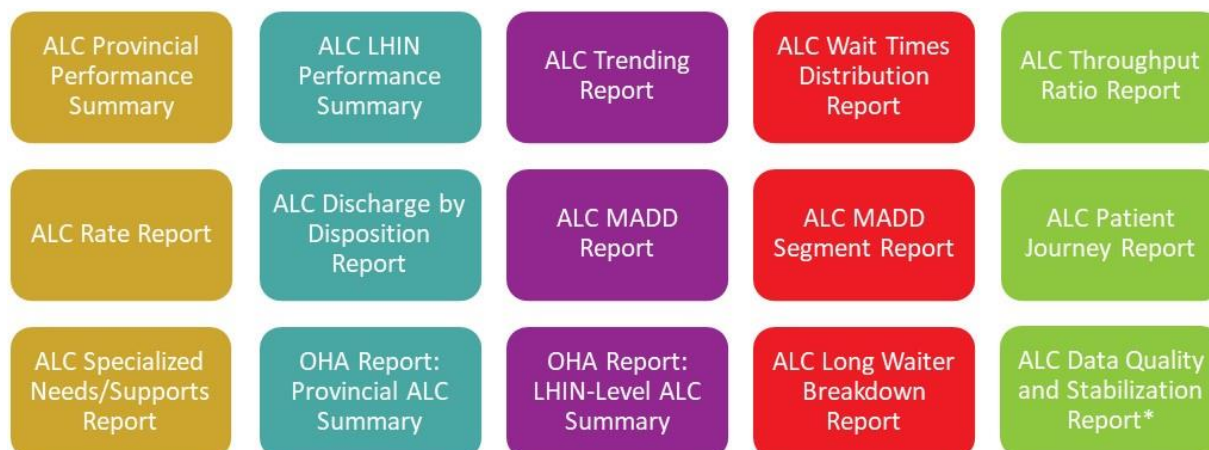 ALC Provincial
Performance
Summary
ALC LHIN
Performance
Summary
ALC Trending
Report
ALC Wait Times
Distribution
Report
ALC Throughput
Ratio Report
ALC Rate Report
ALC Discharge by
Disposition
Report
ALC MADD
Report
ALC MADD
Segment Report
ALC Patient
Journey Report
ALC Specialized
Needs/Supports
Report
OHA Report:
Provincial ALC
Summary
OHA Report:
LHIN-Level ALC
Summary
ALC Long Waiter
Breakdown
Report
ALC Data Quality
and Stabilization
Report*